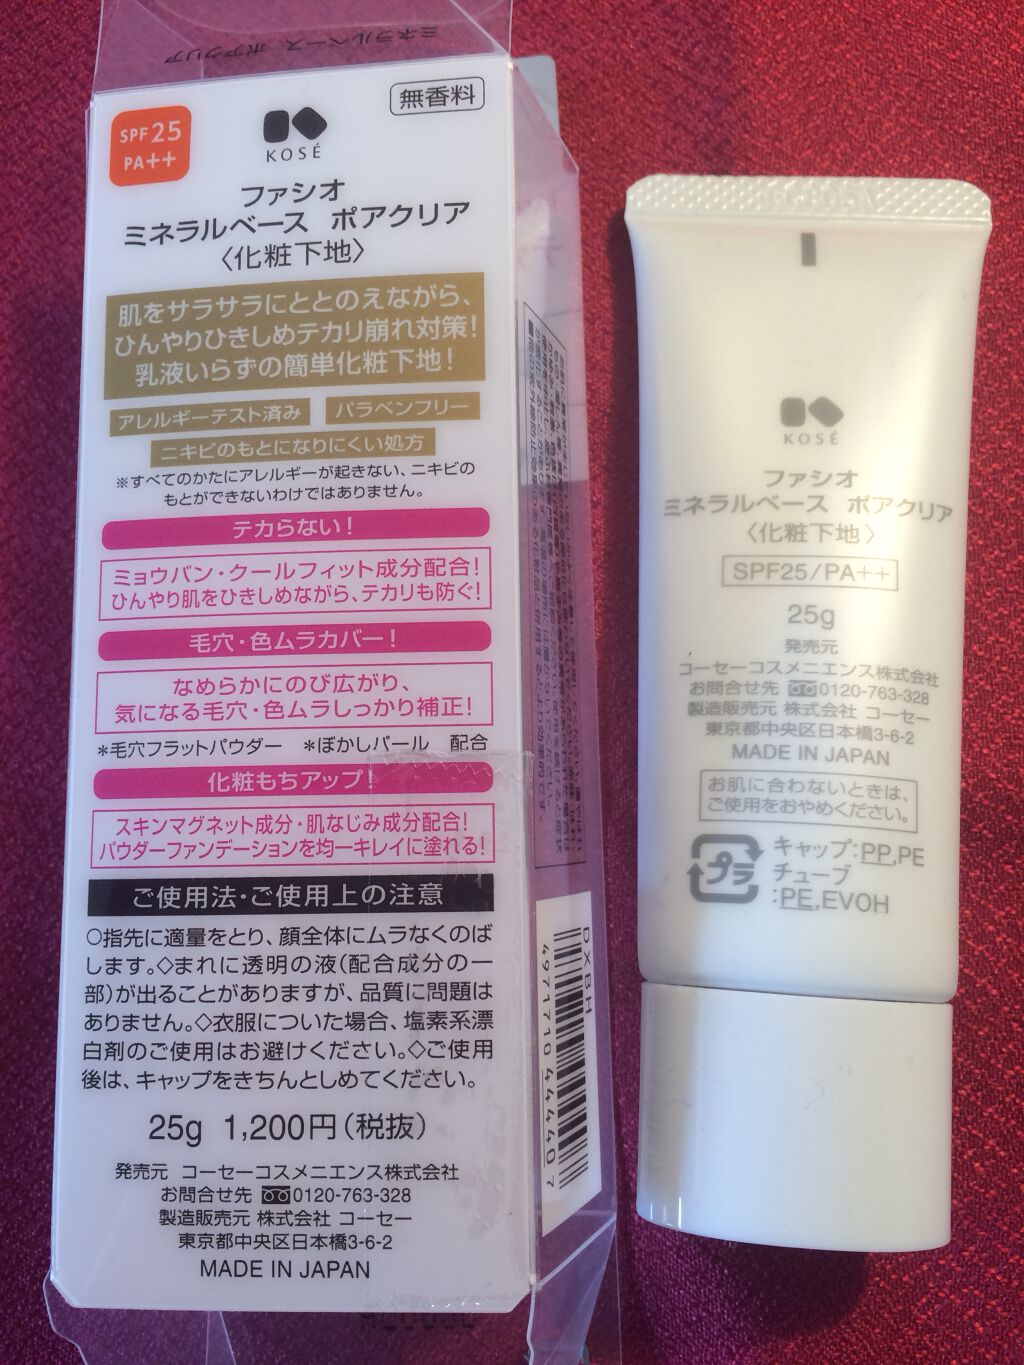 ミネラルベース ポアクリア
SPF25
PA++
KOSÉ
無香料
ファシオ
ミネラルベース ポアクリア
〈化粧下地〉
肌をサラサラにととのえながら、
ひんやりひきしめテカリ崩れ対策!
乳液いらずの簡単化粧下地!
アレルギーテスト済み
パラベンフリー
ニキビのもとになりにくい処方
※すべてのかたにアレルギーが起きない、ニキビの
もとができないわけではありません。
テカらない!
ミョウバン・クールフィット成分配合!
ひんやり肌をひきしめながら、テカリも防ぐ!
毛穴・色ムラカバー!
なめらかにのび広がり、
気になる毛穴・色ムラしっかり補正!
*毛穴フラットパウダー *ぼかしパール 配合
化粧もちアップ!
スキンマグネット成分・肌なじみ成分配合!
パウダーファンデーションを均一キレイに塗れる!
ご使用法・ご使用上の注意
○指先に適量をとり、顔全体にムラなくのば
します。◇まれに透明の液(配合成分の一
部)が出ることがありますが、品質に問題は
ありません。◇衣服についた場合、塩素系漂
白剤のご使用はお避けください。◇ご使用
後は、キャップをきちんとしめてください。
25g 1,200円(税抜)
発売元 コーセーコスメニエンス株式会社
お問合せ先 0120-763-328
製造販売元 株式会社 コーセー
東京都中央区日本橋3-6-2
MADE IN JAPAN
DXBH
4971710444407
KOSÉ
ファシオ
ミネラルベース ポアクリア
〈化粧下地〉
SPF25/PA++
25g
発売元
コーセーコスメニエンス株式会社
お問合せ先 0120-763-328
製造販売元 株式会社 コーセー
東京都中央区日本橋3-6-2
MADE IN JAPAN
お肌に合わないときは、
ご使用をおやめください。
プラ
キャップ:PP,PE
チューブ
:PE,EVOH